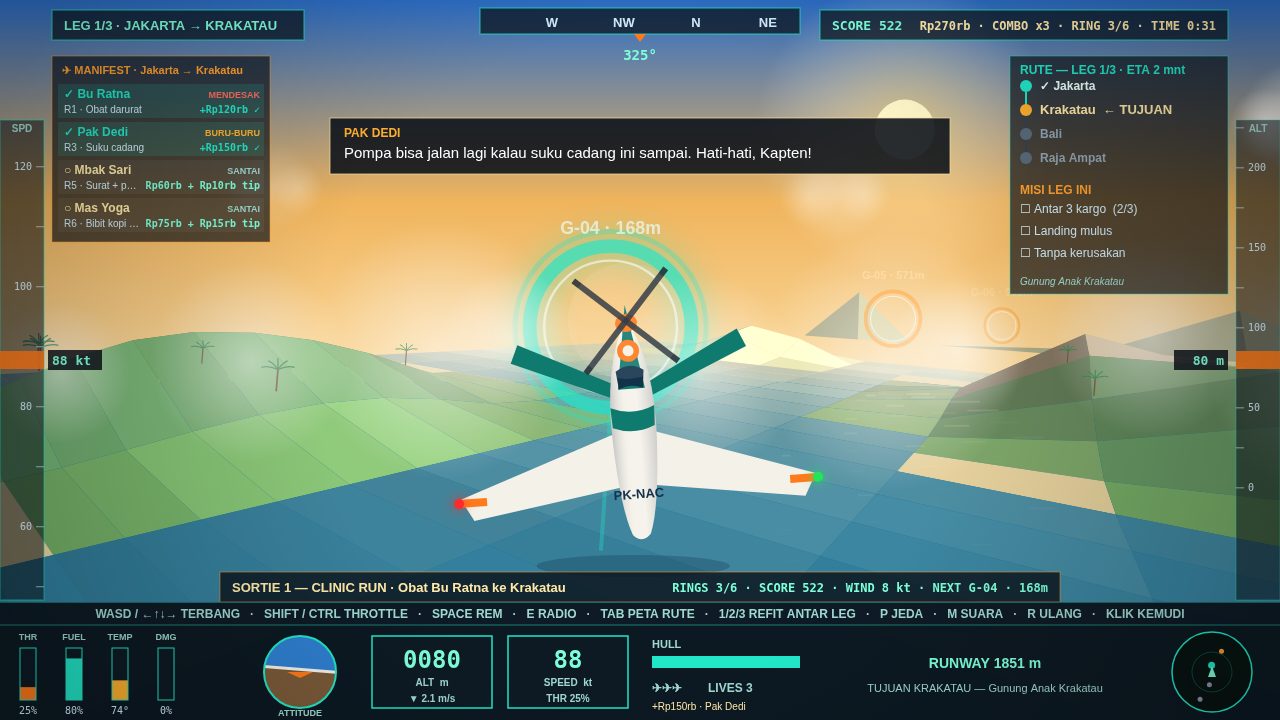 LEG 1/3 · JAKARTA → KRAKATAU
W NW N NE
325°
SCORE 522 Rp270rb · COMBO x3 · RING 3/6 · TIME 0:31
✈ MANIFEST · Jakarta → Krakatau
✓ Bu Ratna MENDESAK
R1 · Obat darurat +Rp120rb ✓
✓ Pak Dedi BURU-BURU
R3 · Suku cadang +Rp150rb ✓
○ Mbak Sari SANTAI
R5 · Surat + p… Rp60rb + Rp10rb tip
○ Mas Yoga SANTAI
R6 · Bibit kopi … Rp75rb + Rp15rb tip
PAK DEDI
Pompa bisa jalan lagi kalau suku cadang ini sampai. Hati-hati, Kapten!
RUTE — LEG 1/3 · ETA 2 mnt
✓ Jakarta
Krakatau ← TUJUAN
Bali
Raja Ampat
MISI LEG INI
☐ Antar 3 kargo (2/3)
☐ Landing mulus
☐ Tanpa kerusakan
Gunung Anak Krakatau
SPD
120
100
88 kt
80
60
ALT
200
150
100
80 m
50
0
G-04 · 168m
G-05 · 521m
PK-NAC
SORTIE 1 — CLINIC RUN · Obat Bu Ratna ke Krakatau RINGS 3/6 · SCORE 522 · WIND 8 kt · NEXT G-04 · 168m
WASD / ←↑↓→ TERBANG · SHIFT / CTRL THROTTLE · SPACE REM · E RADIO · TAB PETA RUTE · 1/2/3 REFIT ANTAR LEG · P JEDA · M SUARA · R ULANG · KLIK KEMUDI
THR FUEL TEMP DMG
25% 80% 74° 0%
ATTITUDE
0080
ALT m
▼ 2.1 m/s
88
SPEED kt
THR 25%
HULL
✈✈✈ LIVES 3
+Rp150rb · Pak Dedi
RUNWAY 1851 m
TUJUAN KRAKATAU — Gunung Anak Krakatau